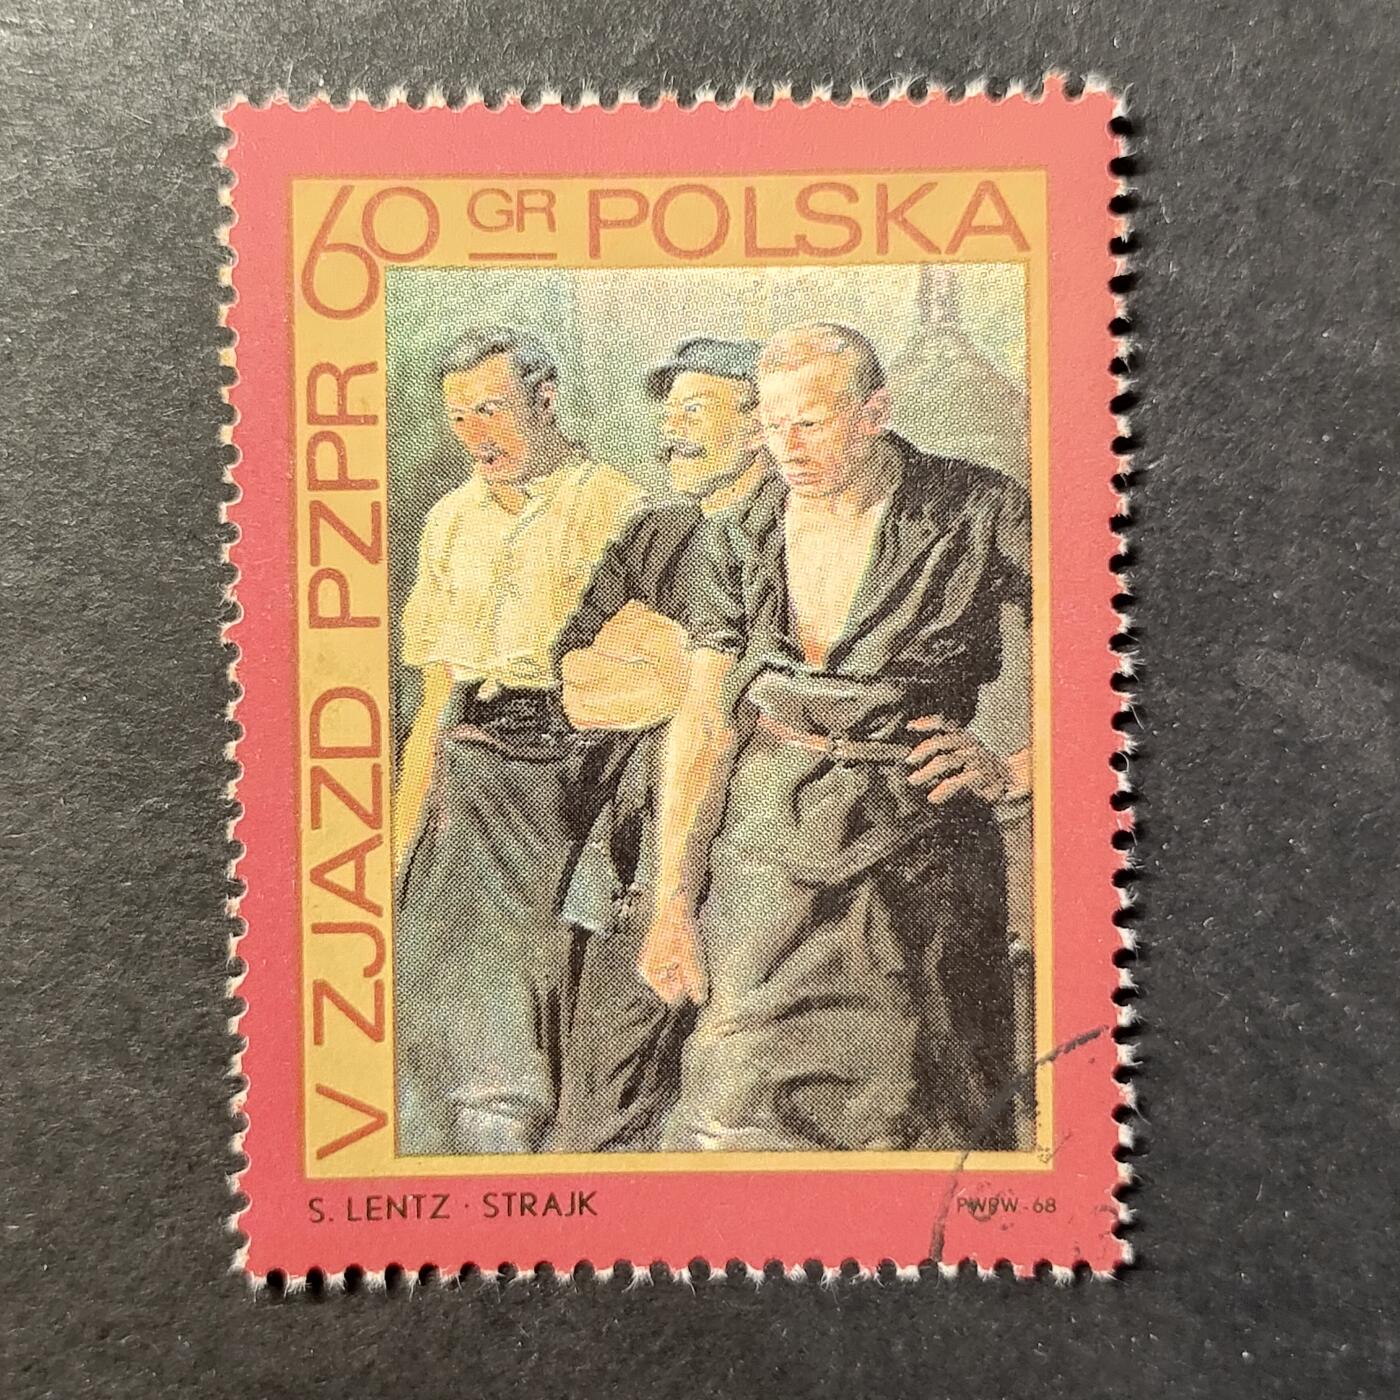 60 GR POLSKA
V ZJAZD PZPR
S. LENTZ · STRAJK
PWPW - 68